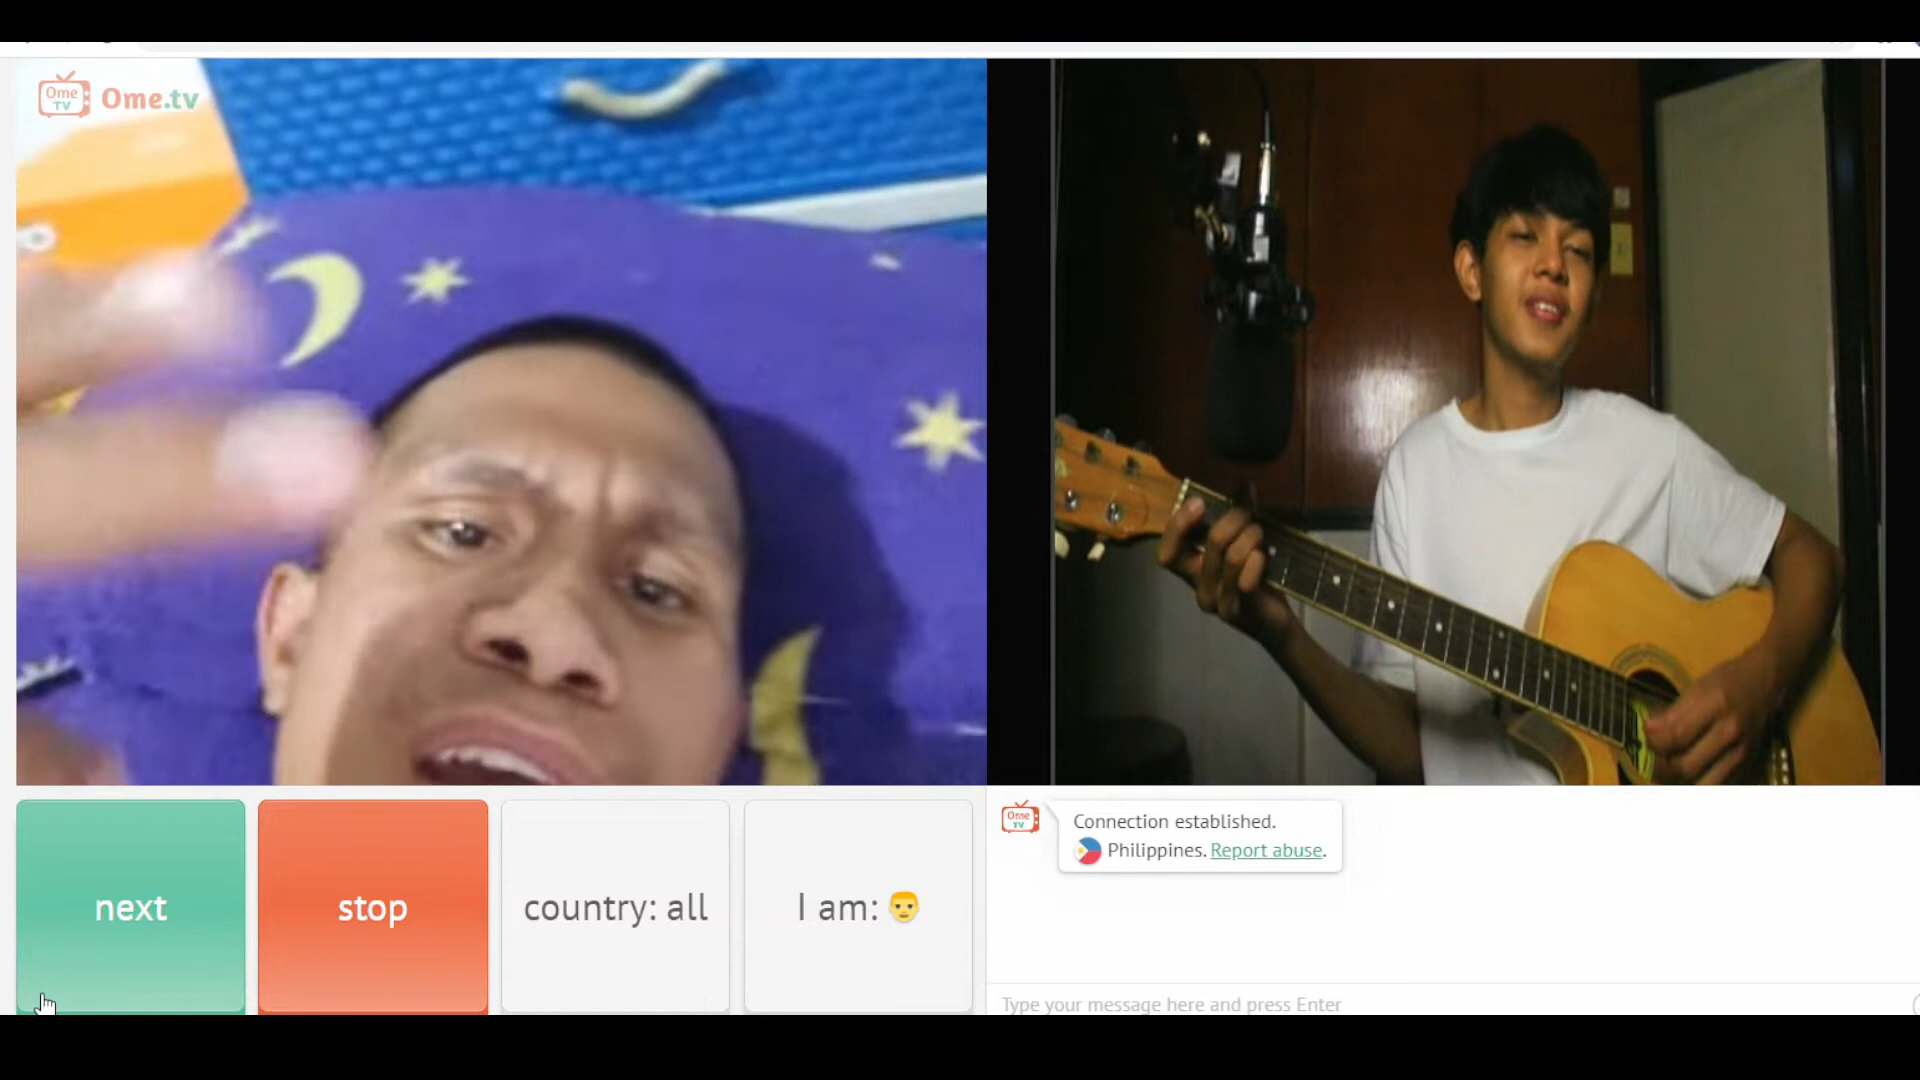 Ome TV Ome.tv
next
stop
country: all
I am:
Ome TV
Connection established.
Philippines. Report abuse.
Type your message here and press Enter